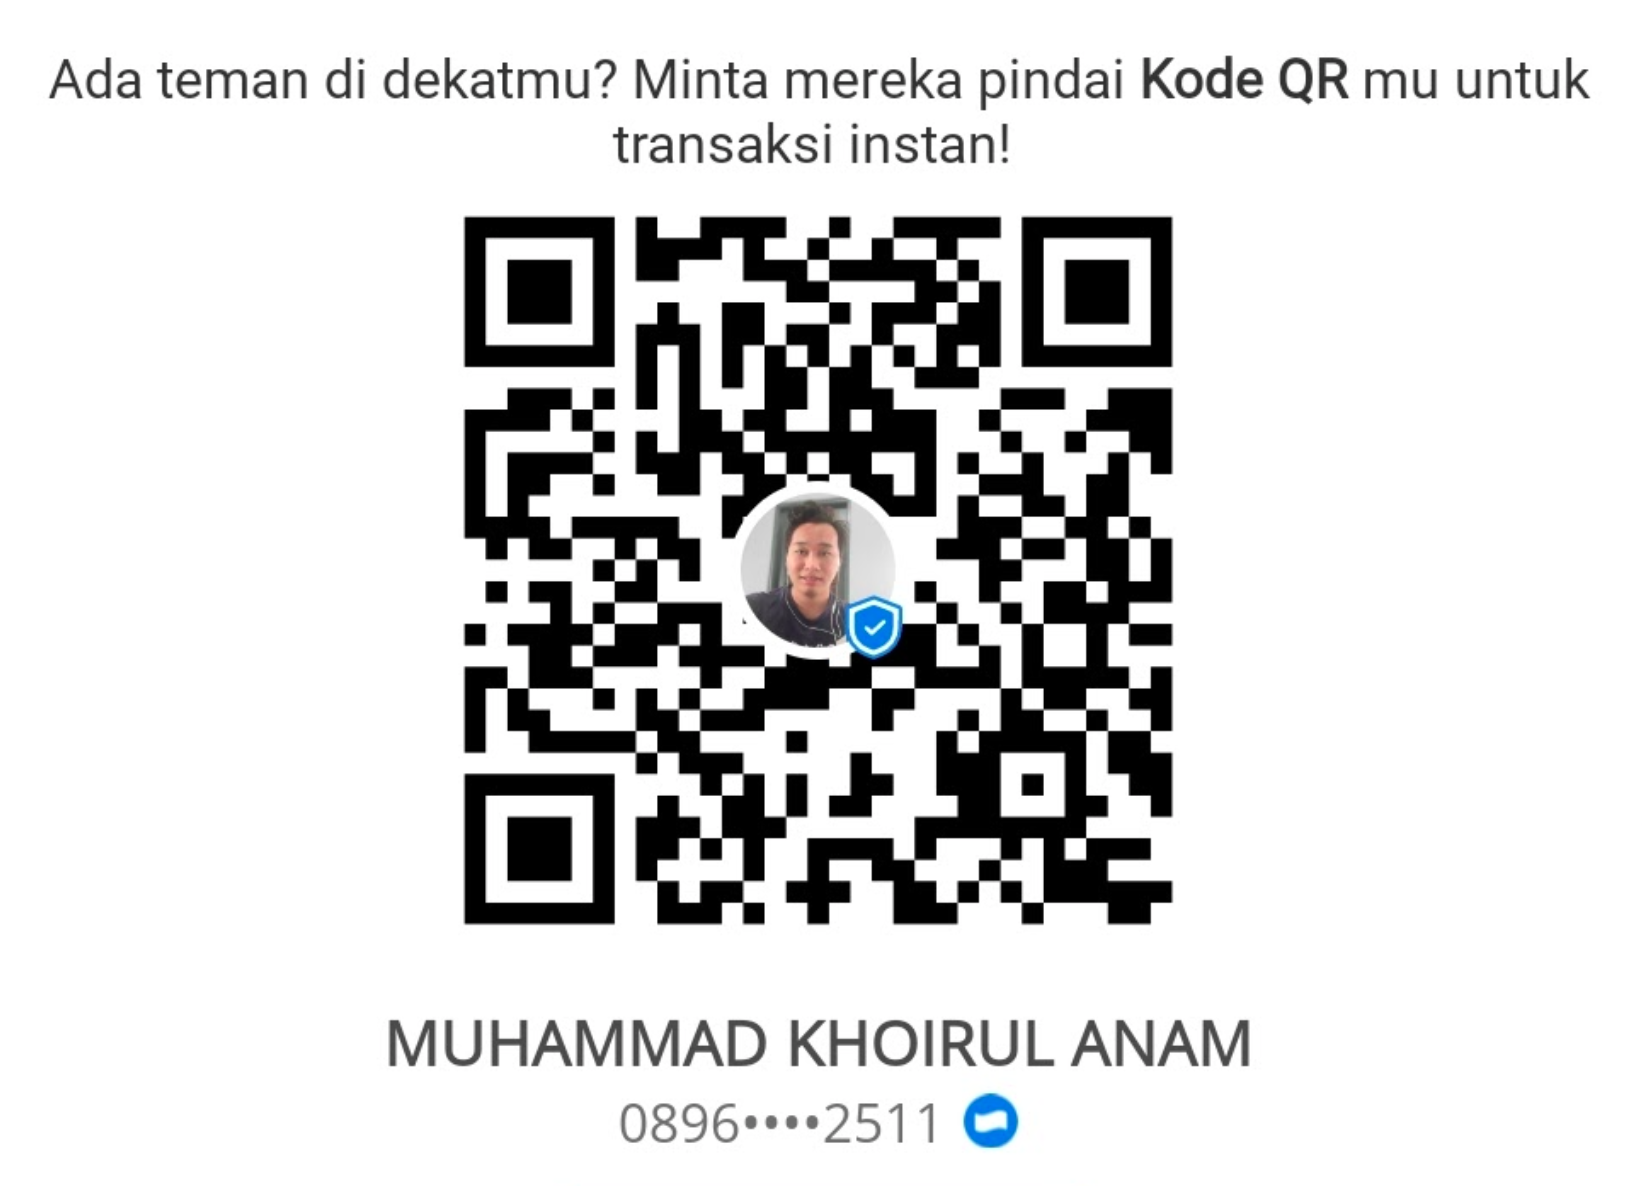 Ada teman di dekatmu? Minta mereka pindai Kode QR mu untuk
transaksi instan!
MUHAMMAD KHOIRUL ANAM
0896••••2511